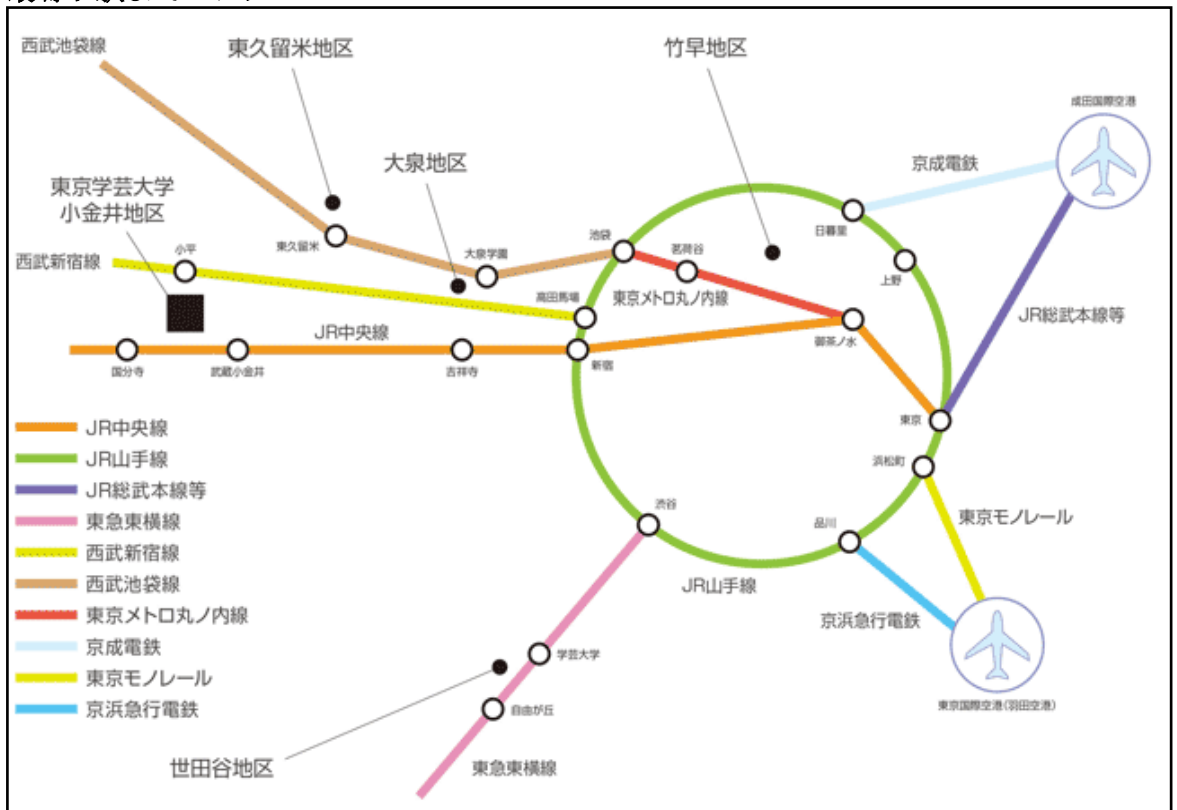 西武池袋線
東久留米地区
竹早地区
成田国際空港
京成電鉄
大泉地区
東京学芸大学
小金井地区
日暮里
池袋
茗荷谷
東久留米
大泉学園
小平
西武新宿線
上野
高田馬場
東京メトロ丸ノ内線
JR総武本線等
JR中央線
御茶ノ水
国分寺
武蔵小金井
吉祥寺
新宿
東京
浜松町
JR中央線
JR山手線
JR総武本線等
東急東横線
西武新宿線
西武池袋線
東京メトロ丸ノ内線
京成電鉄
東京モノレール
京浜急行電鉄
渋谷
品川
東京モノレール
JR山手線
京浜急行電鉄
学芸大学
自由が丘
東京国際空港(羽田空港)
世田谷地区
東急東横線